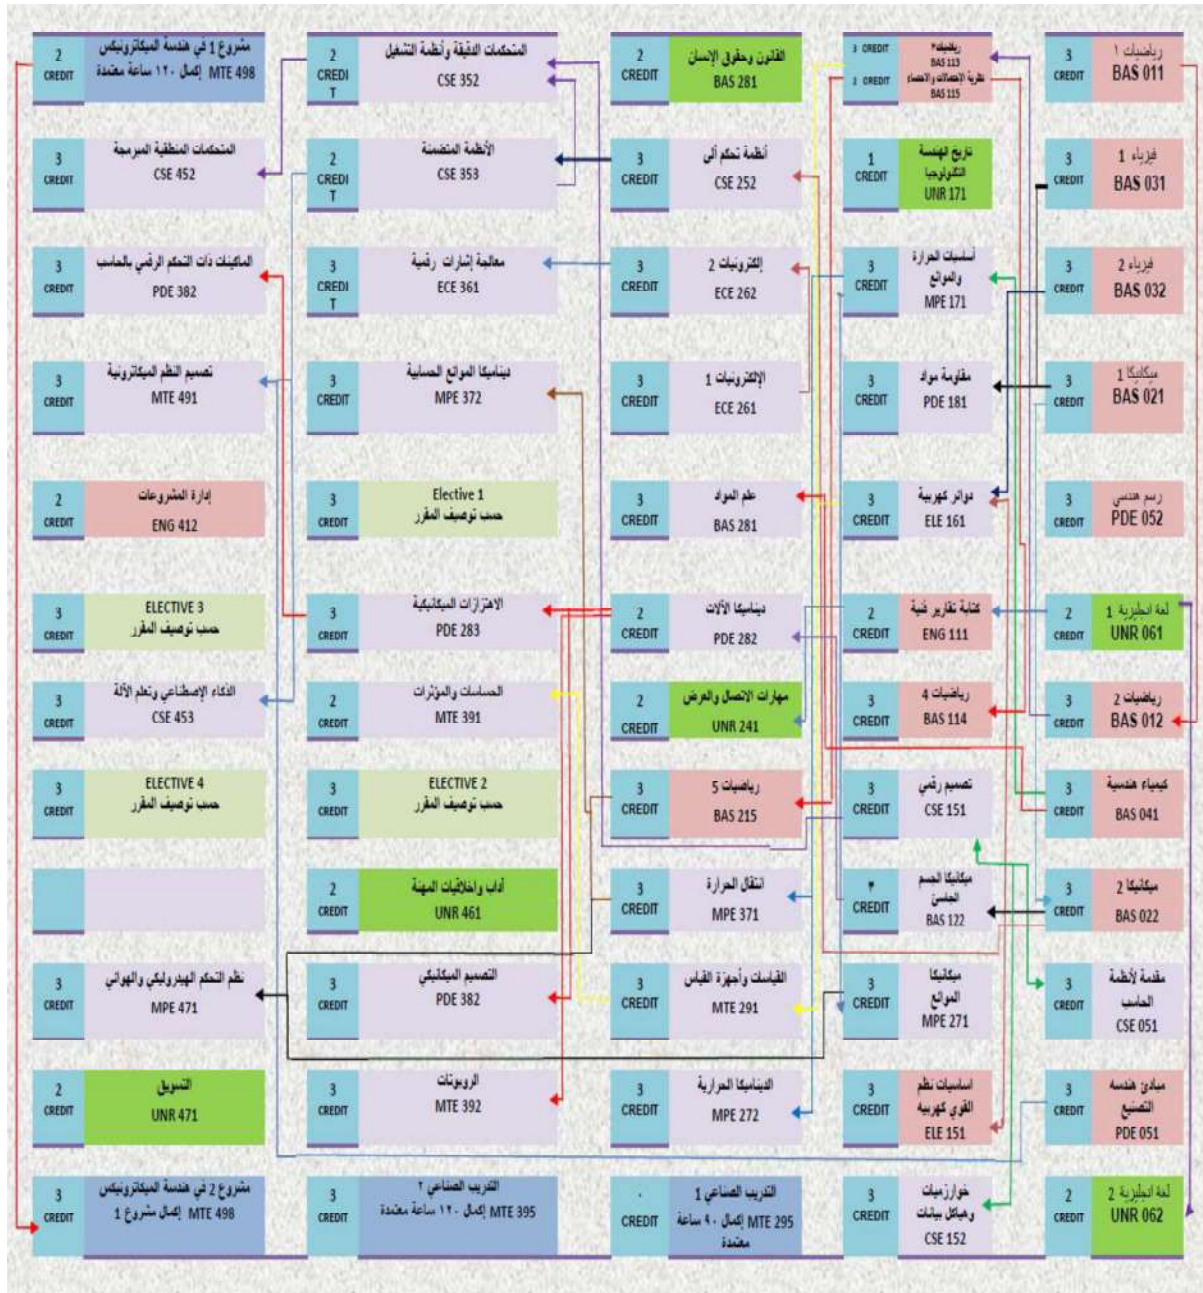 رياضيات ١
BAS 011
3
CREDIT
فيزياء 1
BAS 031
3
CREDIT
فيزياء 2
BAS 032
3
CREDIT
ميكانيكا 1
BAS 021
3
CREDIT
رسم هندسي
PDE 052
3
CREDIT
لغة انجليزية 1
UNR 061
2
CREDIT
رياضيات 2
BAS 012
3
CREDIT
كيمياء هندسية
BAS 041
3
CREDIT
ميكانيكا 2
BAS 022
3
CREDIT
مقدمة لأنظمة
الحاسب
CSE 051
3
CREDIT
مبادئ هندسه
التصنيع
PDE 051
3
CREDIT
لغة انجليزية 2
UNR 062
2
CREDIT
رياضيات٣
BAS 113
نظرية الإحتمالات والاحصاء
BAS 115
3 CREDIT
2 CREDIT
تاريخ الهندسة
التكنولوجيا
UNR 171
1
CREDIT
أساسيات الحرارة
والموائع
MPE 171
3
CREDIT
مقاومة مواد
PDE 181
3
CREDIT
دوائر كهربية
ELE 161
3
CREDIT
كتابة تقارير فنية
ENG 111
2
CREDIT
رياضيات 4
BAS 114
3
CREDIT
تصميم رقمي
CSE 151
3
CREDIT
ميكانيكا الجسم
الجاسئ
BAS 122
٣
CREDIT
ميكانيكا
الموائع
MPE 271
3
CREDIT
اساسيات نظم
القوي كهربيه
ELE 151
3
CREDIT
خوارزميات
وهياكل بيانات
CSE 152
3
CREDIT
القانون وحقوق الإنسان
BAS 281
2
CREDIT
أنظمة تحكم آلى
CSE 252
3
CREDIT
إلكترونيات 2
ECE 262
3
CREDIT
الإلكترونيات 1
ECE 261
3
CREDIT
علم المواد
BAS 281
3
CREDIT
ديناميكا الآلات
PDE 282
2
CREDIT
مهارات الاتصال والعرض
UNR 241
2
CREDIT
رياضيات 5
BAS 215
3
CREDIT
انتقال الحرارة
MPE 371
3
CREDIT
القياسات وأجهزة القياس
MTE 291
3
CREDIT
الديناميكا الحرارية
MPE 272
3
CREDIT
التدريب الصناعي 1
MTE 295 إكمال ٩٠ ساعة
معتمدة
٠
CREDIT
المتحكمات الدقيقة وأنظمة التشغيل
CSE 352
2
CREDI
T
الأنظمة المتضمنة
CSE 353
2
CREDI
T
معالجة إشارات رقمية
ECE 361
3
CREDI
T
ديناميكا الموائع الحسابية
MPE 372
3
CREDIT
Elective 1
حسب توصيف المقرر
3
CREDIT
الاهتزازات الميكانيكية
PDE 283
3
CREDIT
الحساسات والمؤثرات
MTE 391
2
CREDIT
ELECTIVE 2
حسب توصيف المقرر
3
CREDIT
آداب واخلاقيات المهنة
UNR 461
2
CREDIT
التصميم الميكانيكي
PDE 382
3
CREDIT
الروبوتات
MTE 392
3
CREDIT
التدريب الصناعي ٢
MTE 395 إكمال ١٢٠ ساعة معتمدة
3
CREDIT
مشروع 1 في هندسة الميكاترونيكس
MTE 498 إكمال ١٢٠ ساعة معتمدة
2
CREDIT
المتحكمات المنطقية المبرمجة
CSE 452
3
CREDIT
الماكينات ذات التحكم الرقمي بالحاسب
PDE 382
3
CREDIT
تصميم النظم الميكاترونية
MTE 491
3
CREDIT
إدارة المشروعات
ENG 412
2
CREDIT
ELECTIVE 3
حسب توصيف المقرر
3
CREDIT
الذكاء الإصطناعي وتعلم الآلة
CSE 453
3
CREDIT
ELECTIVE 4
حسب توصيف المقرر
3
CREDIT
نظم التحكم الهيدروليكي والهوائي
MPE 471
3
CREDIT
التسويق
UNR 471
2
CREDIT
مشروع 2 في هندسة الميكاترونيكس
MTE 498 إكمال مشروع 1
3
CREDIT